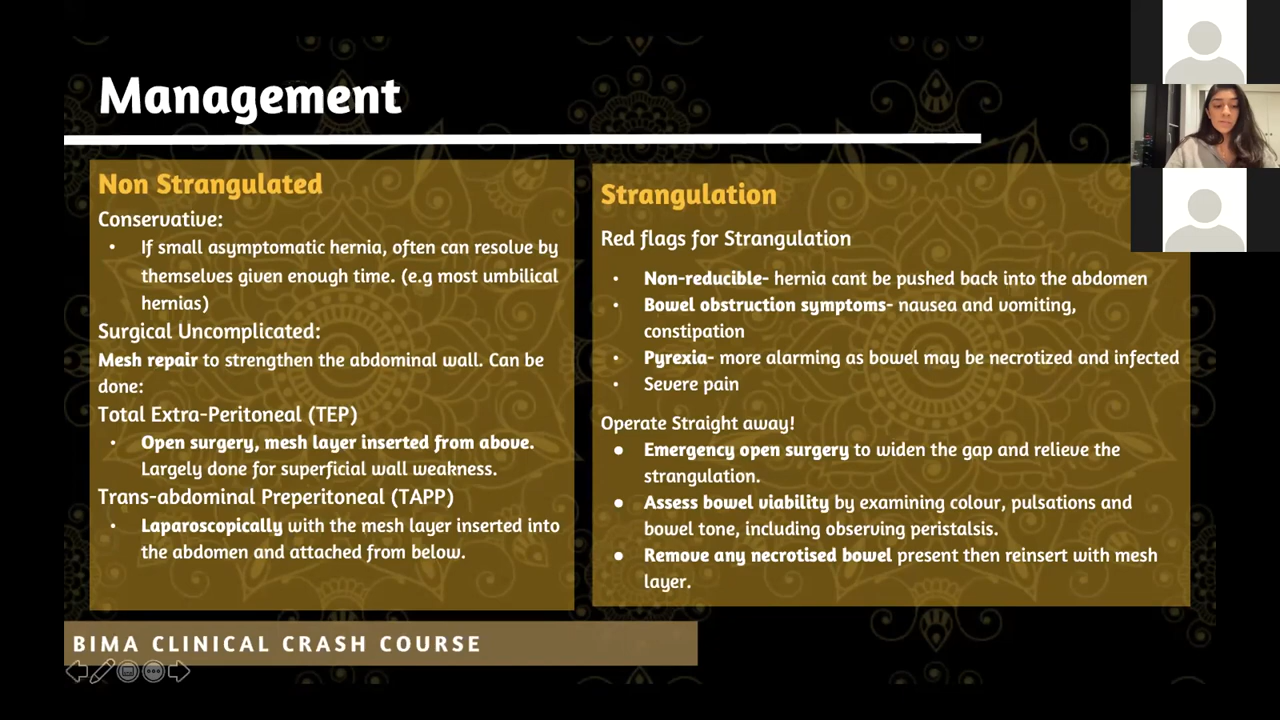 Management
Non Strangulated
Conservative:
• If small asymptomatic hernia, often can resolve by
themselves given enough time. (e.g most umbilical
hernias)
Surgical Uncomplicated:
Mesh repair to strengthen the abdominal wall. Can be
done:
Total Extra-Peritoneal (TEP)
• Open surgery, mesh layer inserted from above.
Largely done for superficial wall weakness.
Trans-abdominal Preperitoneal (TAPP)
• Laparoscopically with the mesh layer inserted into
the abdomen and attached from below.
Strangulation
Red flags for Strangulation
• Non-reducible- hernia cant be pushed back into the abdomen
• Bowel obstruction symptoms- nausea and vomiting,
constipation
• Pyrexia- more alarming as bowel may be necrotized and infected
• Severe pain
Operate Straight away!
● Emergency open surgery to widen the gap and relieve the
strangulation.
● Assess bowel viability by examining colour, pulsations and
bowel tone, including observing peristalsis.
● Remove any necrotised bowel present then reinsert with mesh
layer.
BIMA CLINICAL CRASH COURSE